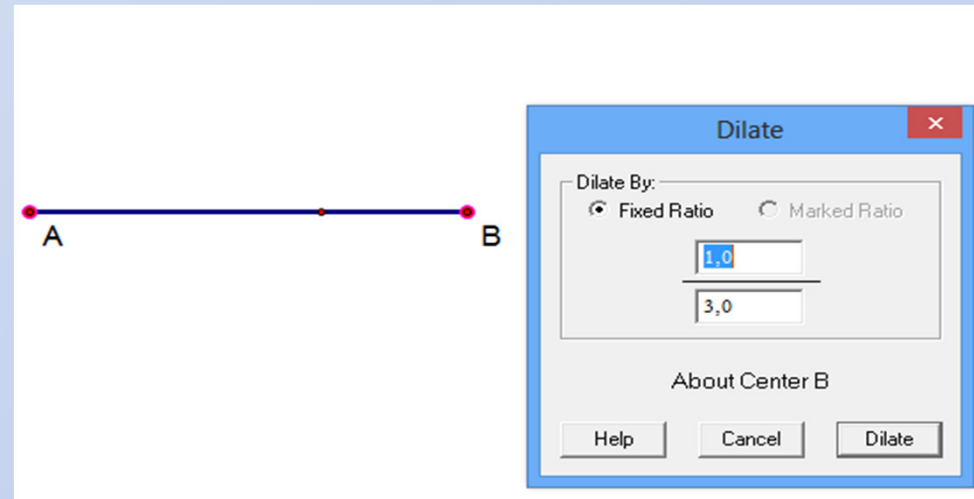 A
B
Dilate
Dilate By:
Fixed Ratio Marked Ratio
1,0
3,0
About Center B
Help Cancel Dilate